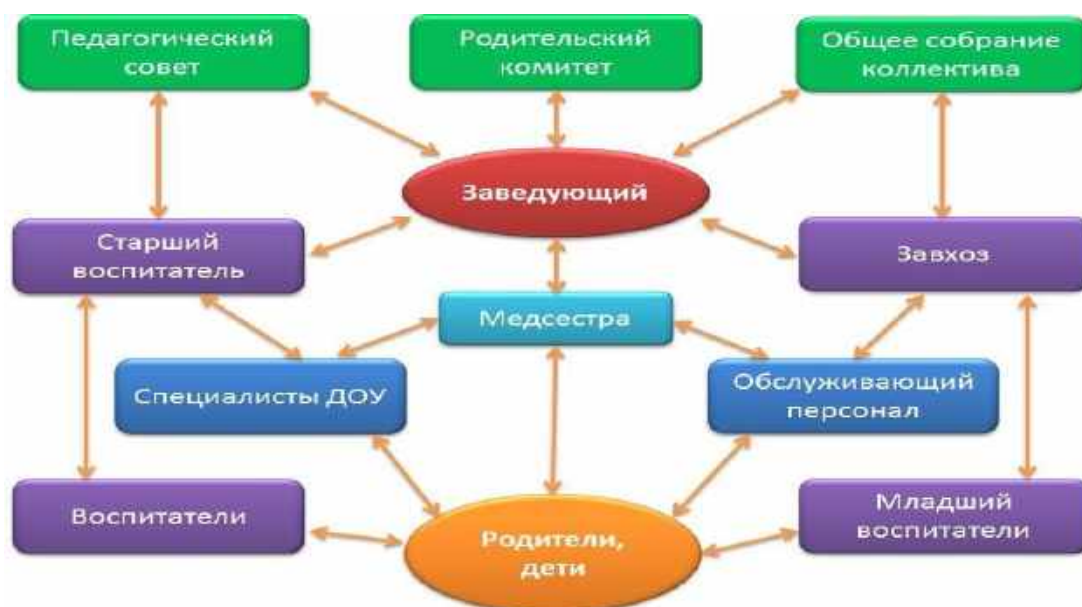 Педагогический
совет
Родительский
комитет
Общее собрание
коллектива
Заведующий
Старший
воспитатель
Завхоз
Медсестра
Специалисты ДОУ
Обслуживающий
персонал
Воспитатели
Родители,
дети
Младший
воспитатели